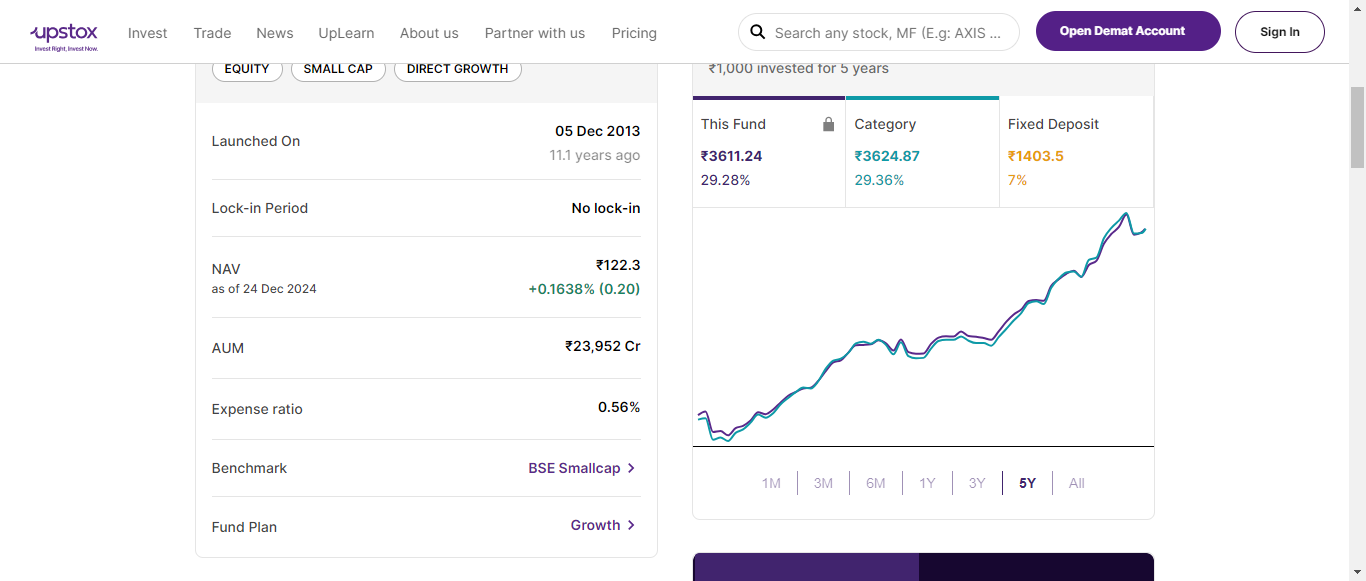 upstox
Invest Right, Invest Now.
Invest
Trade
News
UpLearn
About us
Partner with us
Pricing
Search any stock, MF (E.g: AXIS ...
Open Demat Account
Sign In
EQUITY
SMALL CAP
DIRECT GROWTH
Launched On
05 Dec 2013
11.1 years ago
Lock-in Period
No lock-in
NAV
as of 24 Dec 2024
₹122.3
+0.1638% (0.20)
AUM
₹23,952 Cr
Expense ratio
0.56%
Benchmark
BSE Smallcap
Fund Plan
Growth
₹1,000 invested for 5 years
This Fund
₹3611.24
29.28%
Category
₹3624.87
29.36%
Fixed Deposit
₹1403.5
7%
1M
3M
6M
1Y
3Y
5Y
All